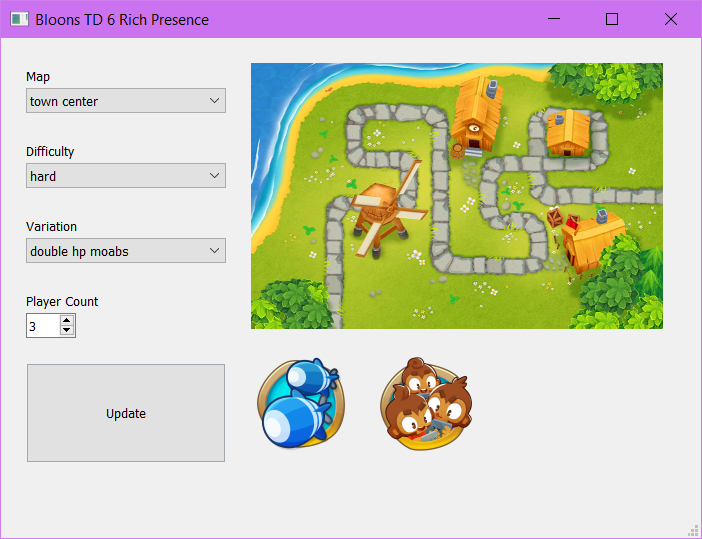 Bloons TD 6 Rich Presence
Map
town center
Difficulty
hard
Variation
double hp moabs
Player Count
3
Update